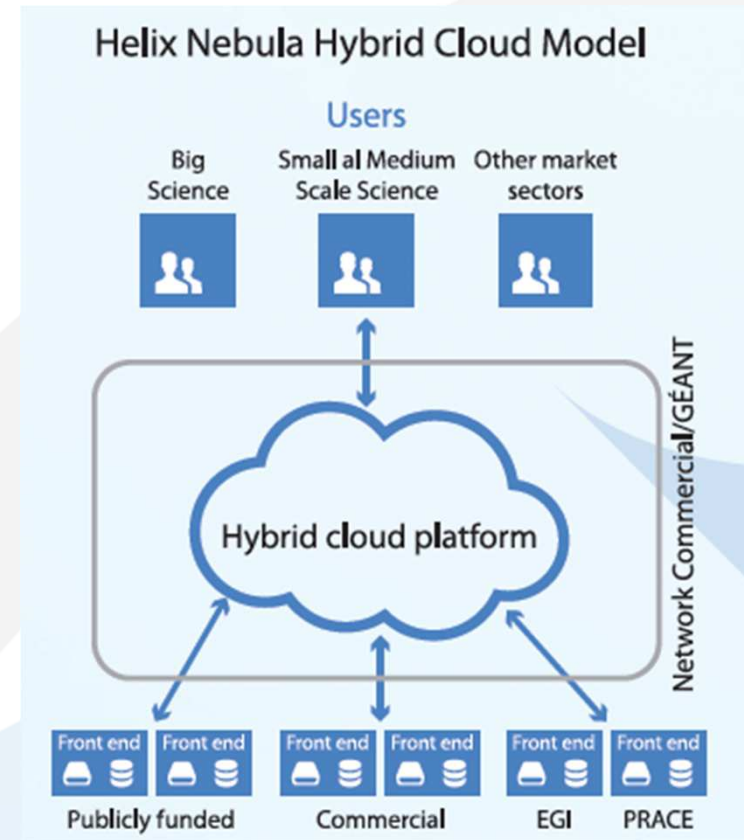 Helix Nebula Hybrid Cloud Model
Users
Big
Science
Small al Medium
Scale Science
Other market
sectors
Network Commercial/GÉANT
Hybrid cloud platform
Front end
Front end
Front end
Front end
Front end
Front end
Publicly funded
Commercial
EGI
PRACE